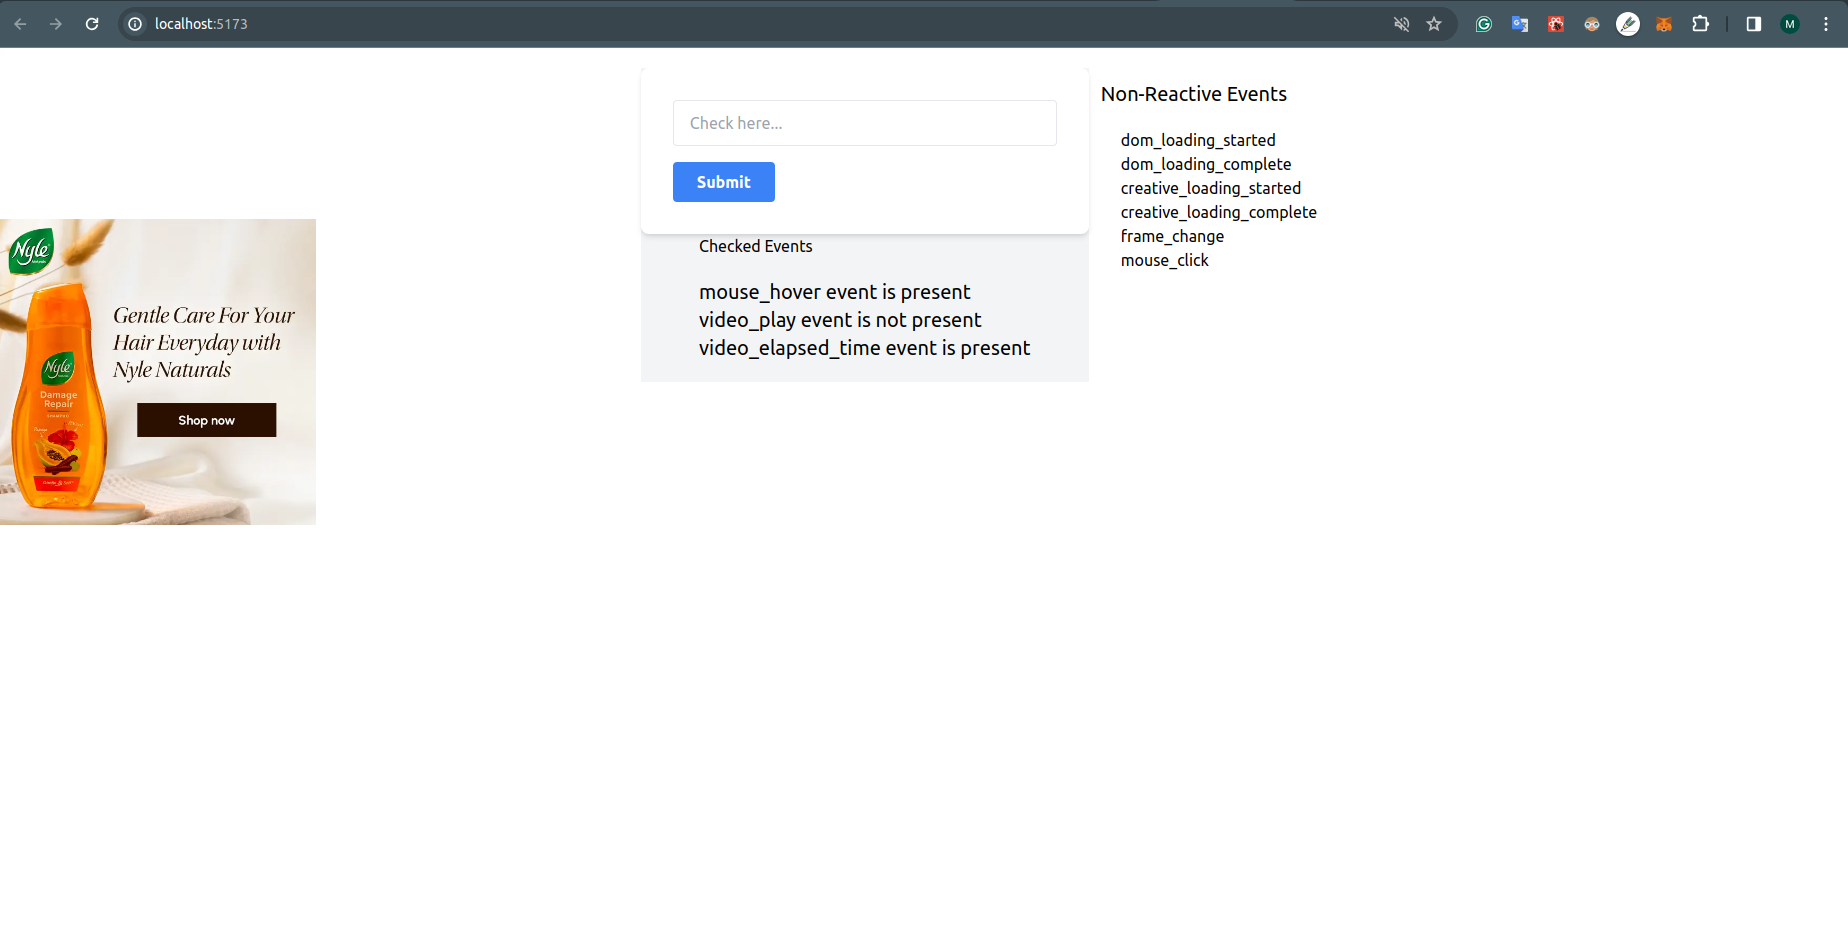 localhost:5173
M
Check here...
Submit
Checked Events
mouse_hover event is present
video_play event is not present
video_elapsed_time event is present
Non-Reactive Events
dom_loading_started
dom_loading_complete
creative_loading_started
creative_loading_complete
frame_change
mouse_click
Nyle
Naturals
Gentle Care For Your
Hair Everyday with
Nyle Naturals
Shop now
Nyle
Damage
Repair
SHAMPOO